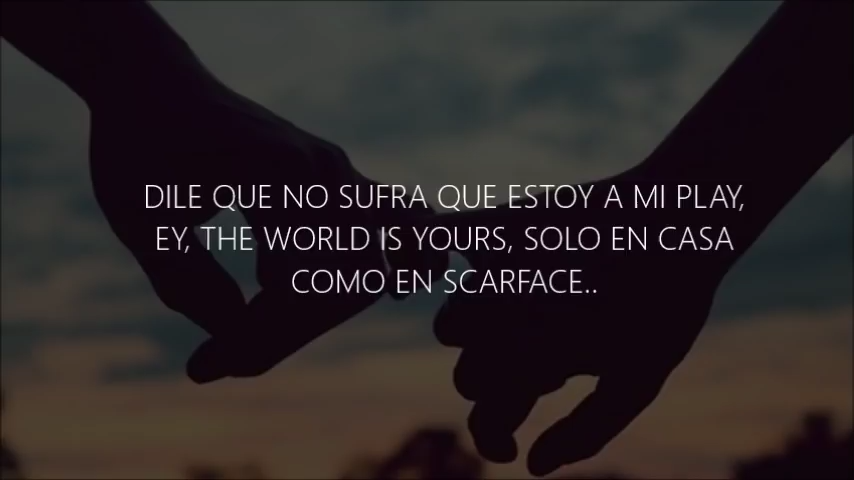 DILE QUE NO SUFRA QUE ESTOY A MI PLAY,
EY, THE WORLD IS YOURS, SOLO EN CASA
COMO EN SCARFACE..